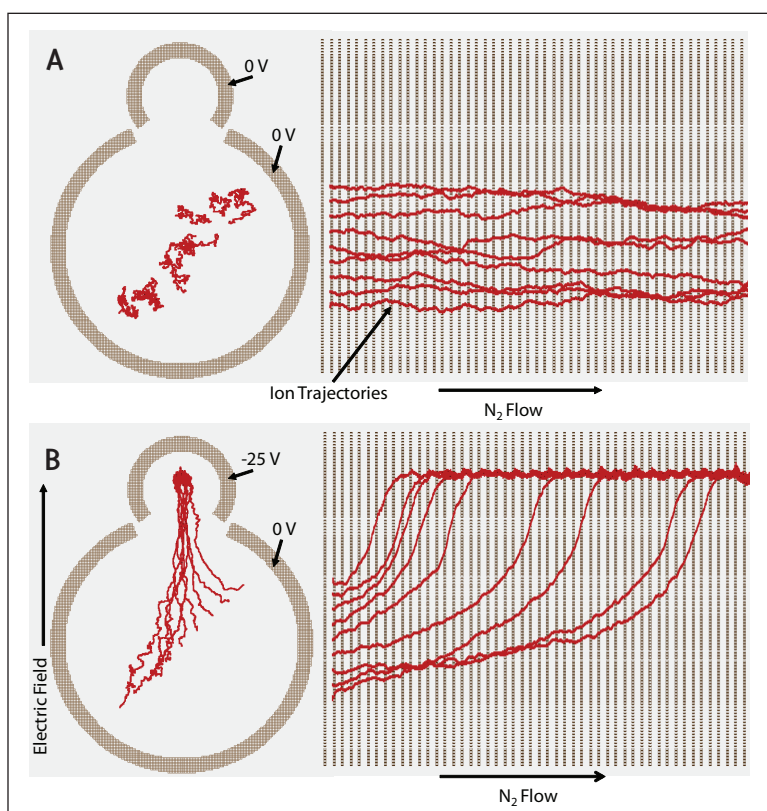 A
0 V
0 V
Ion Trajectories
N₂ Flow
B
-25 V
0 V
Electric Field
N₂ Flow